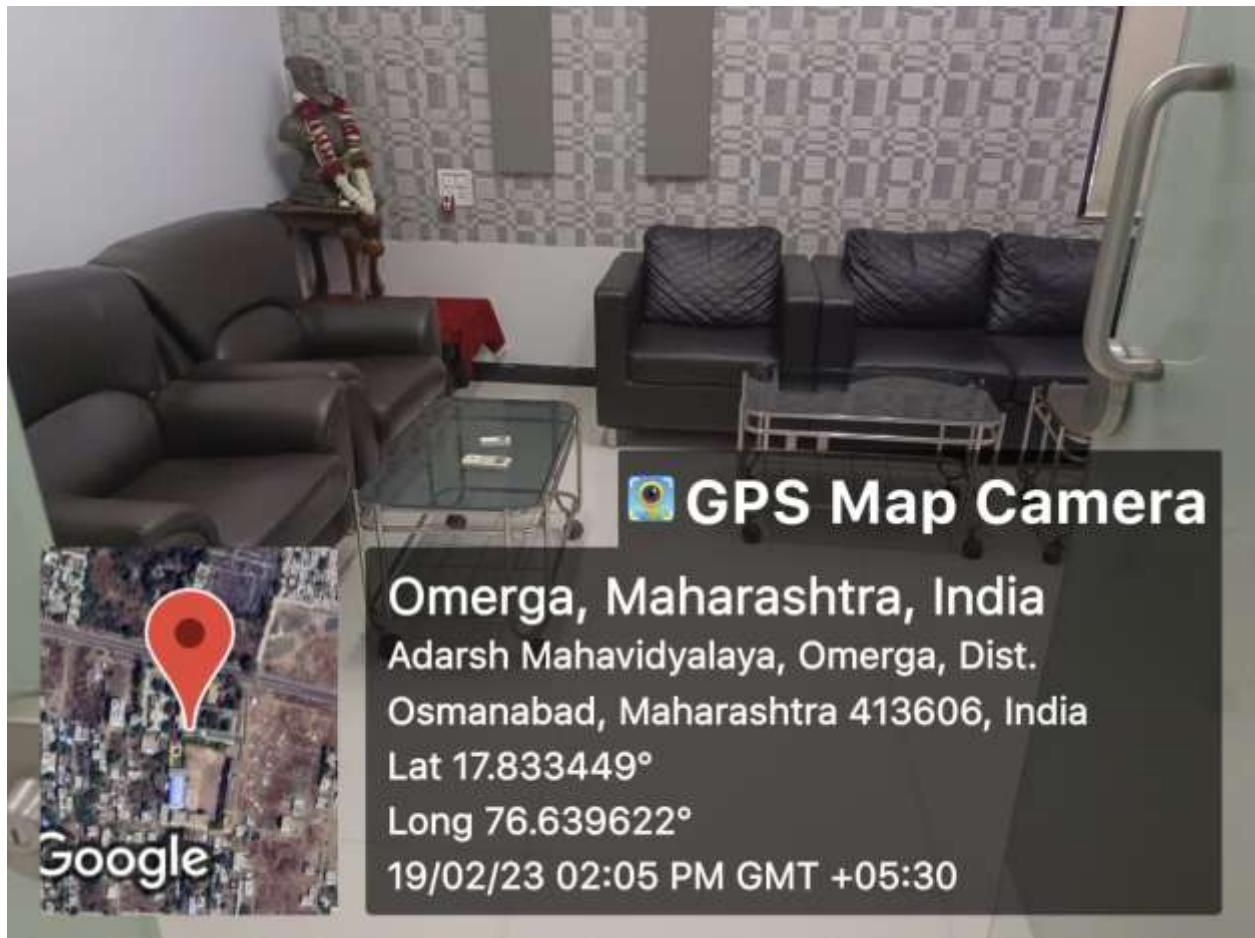 GPS Map Camera
Omerga, Maharashtra, India
Adarsh Mahavidyalaya, Omerga, Dist.
Osmanabad, Maharashtra 413606, India
Lat 17.833449°
Long 76.639622°
19/02/23 02:05 PM GMT +05:30
Google